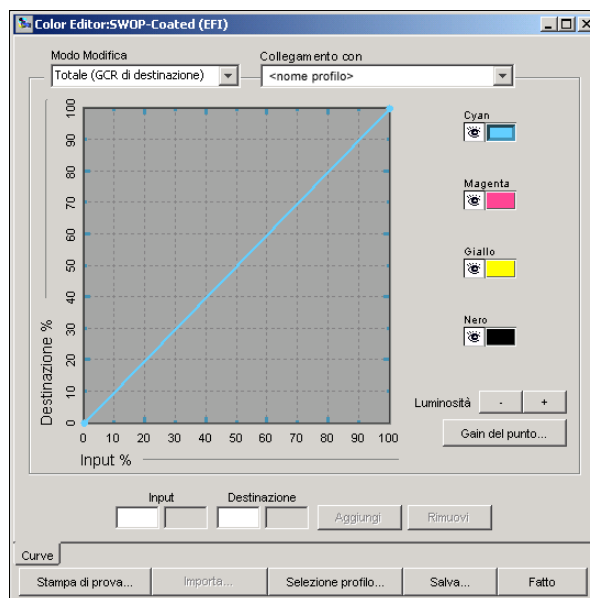 Color Editor:SWOP-Coated (EFI)
Modo Modifica
Collegamento con
Totale (GCR di destinazione)
<nome profilo>
100
90
80
70
60
50
40
30
20
10
0
Destinazione %
0 10 20 30 40 50 60 70 80 90 100
Input %
Cyan
Magenta
Giallo
Nero
Luminosità - +
Gain del punto...
Input Destinazione
Aggiungi Rimuovi
Curve
Stampa di prova... Importa... Selezione profilo... Salva... Fatto